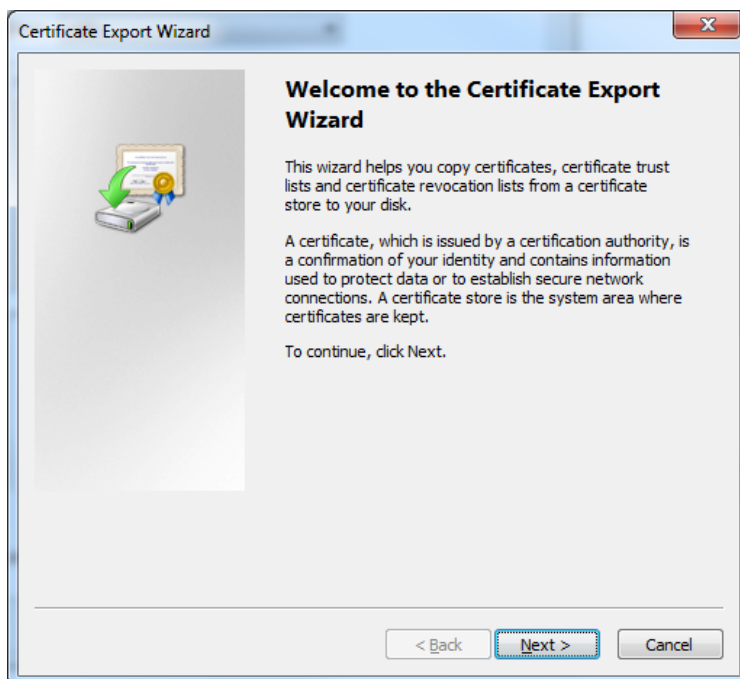 Certificate Export Wizard
Welcome to the Certificate Export
Wizard
This wizard helps you copy certificates, certificate trust
lists and certificate revocation lists from a certificate
store to your disk.
A certificate, which is issued by a certification authority, is
a confirmation of your identity and contains information
used to protect data or to establish secure network
connections. A certificate store is the system area where
certificates are kept.
To continue, click Next.
< Back Next > Cancel